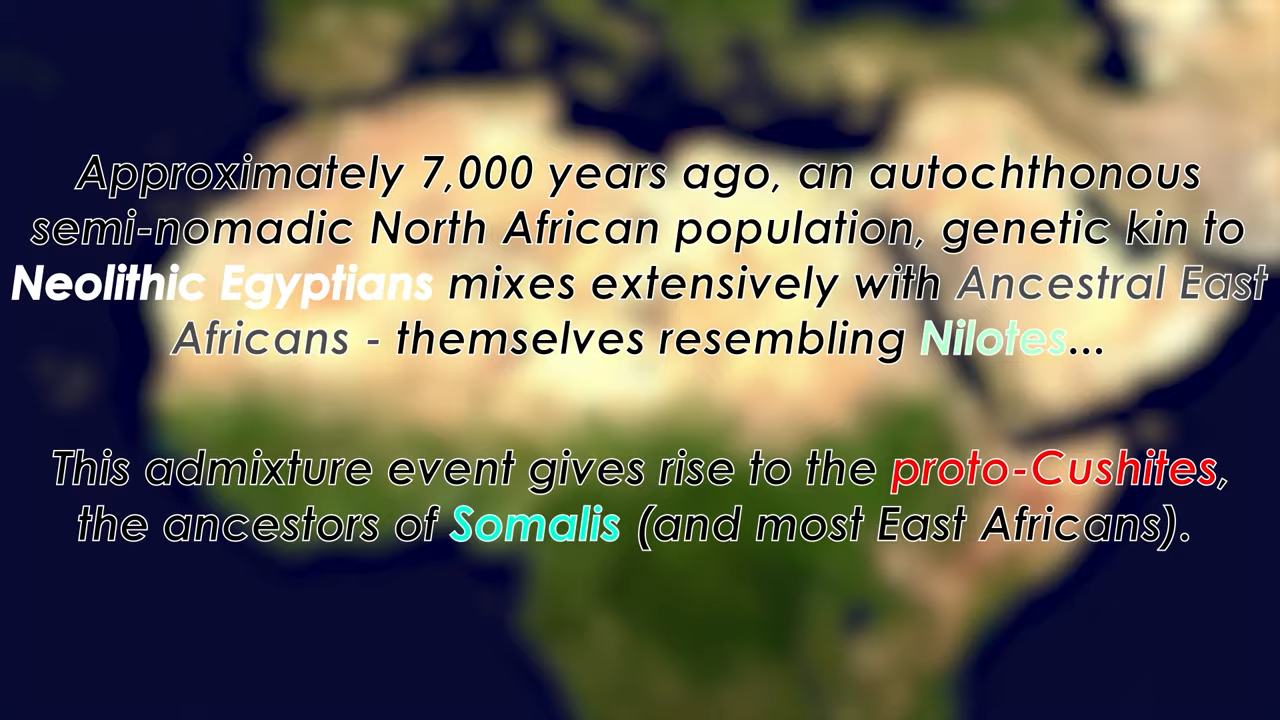 Approximately 7,000 years ago, an autochthonous
semi-nomadic North African population, genetic kin to
Neolithic Egyptians mixes extensively with Ancestral East
Africans - themselves resembling Nilotes...
This admixture event gives rise to the proto-Cushites,
the ancestors of Somalis (and most East Africans).